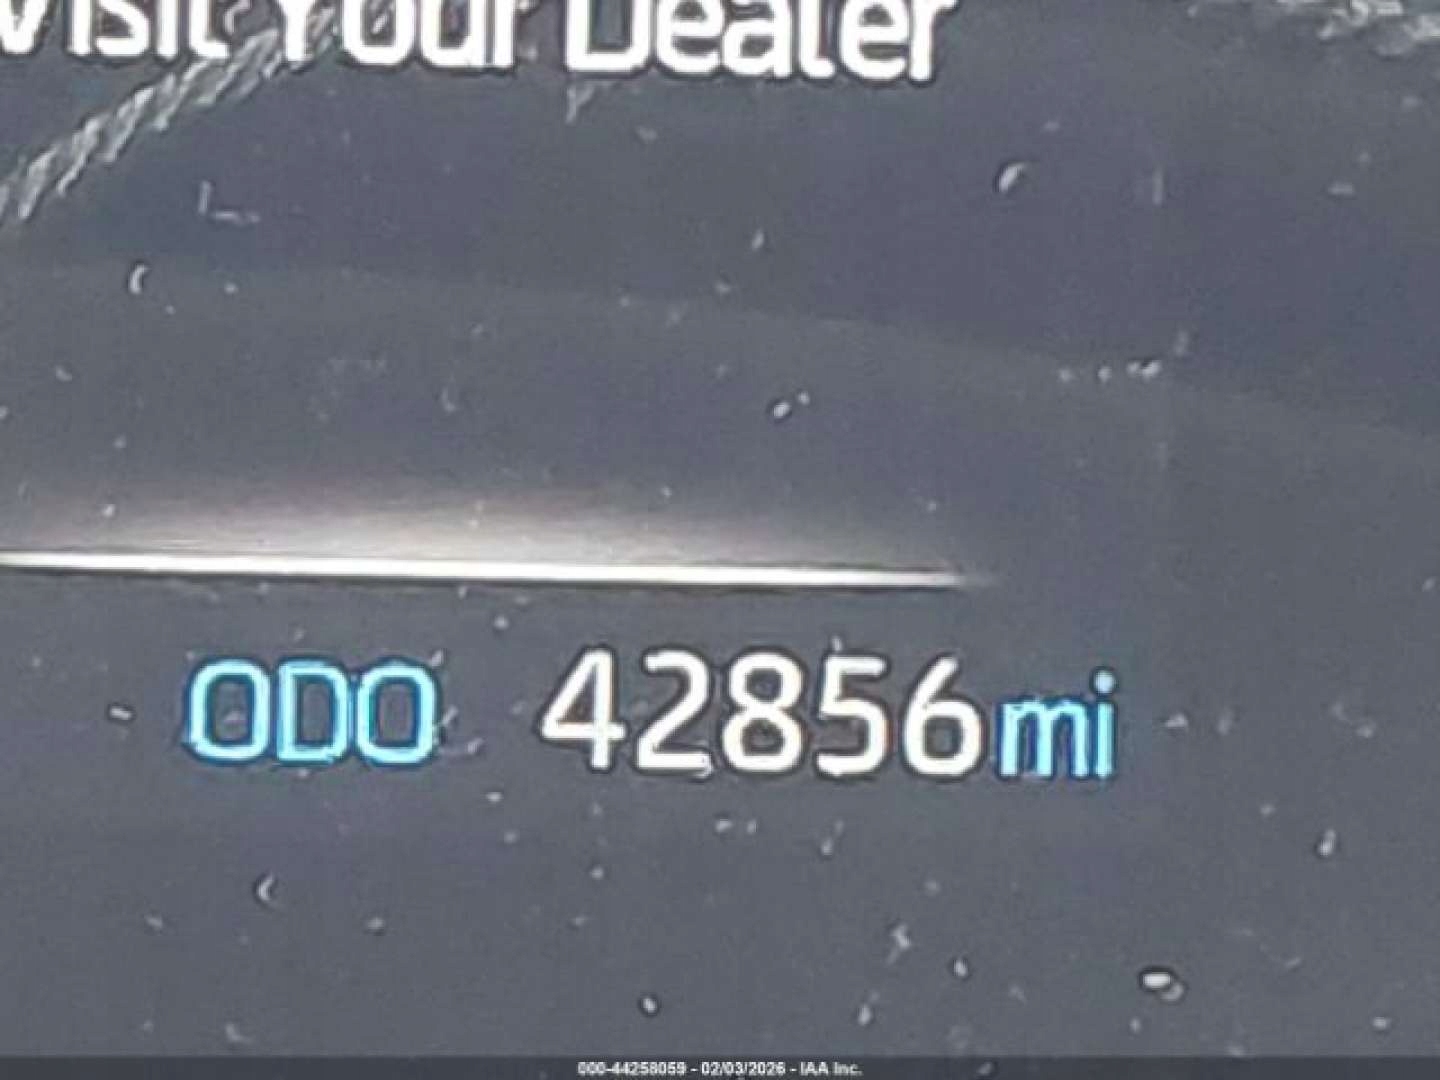 Visit Your Dealer
ODO 42856mi
000-44258059 - 02/03/2026 - IAA Inc.